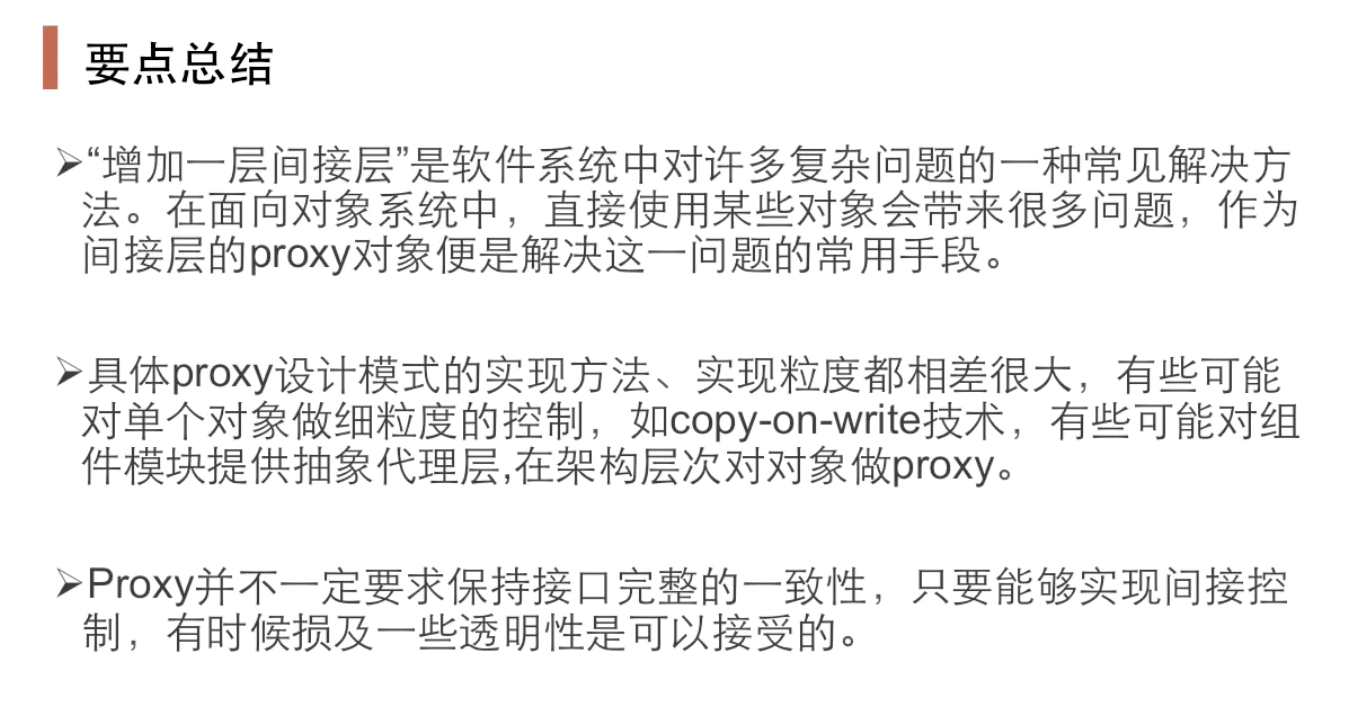 要点总结
➢“增加一层间接层”是软件系统中对许多复杂问题的一种常见解决方
法。在面向对象系统中，直接使用某些对象会带来很多问题，作为
间接层的proxy对象便是解决这一问题的常用手段。
➢具体proxy设计模式的实现方法、实现粒度都相差很大，有些可能
对单个对象做细粒度的控制，如copy-on-write技术，有些可能对组
件模块提供抽象代理层,在架构层次对对象做proxy。
➢Proxy并不一定要求保持接口完整的一致性，只要能够实现间接控
制，有时候损及一些透明性是可以接受的。